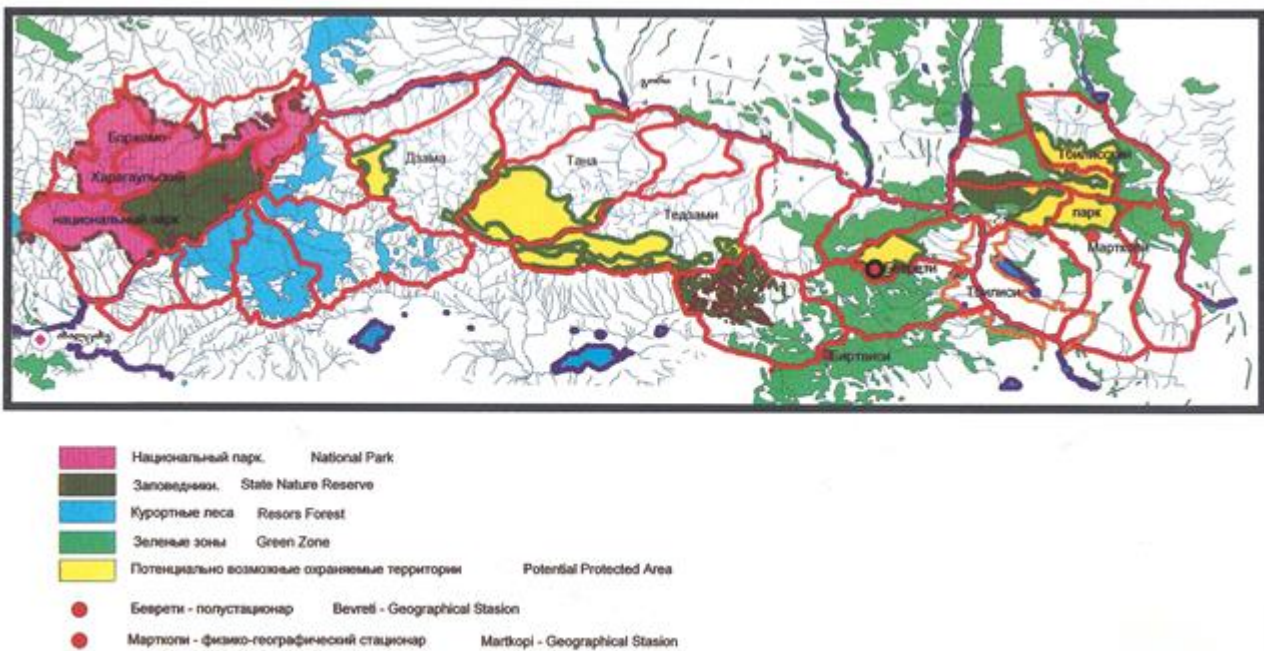 Боржомо-
Харагаульский
национальный парк
Дзама
Тана
Тедзами
Тбилисский
парк
Марткопи
Тбилиси
Биртвиси
Национальный парк. National Park
Заповедники. State Nature Reserve
Курортные леса Resors Forest
Зеленые зоны Green Zone
Потенциально возможные охраняемые территории Potential Protected Area
Беврети - полустационар Bevreti - Geographical Stasion
Марткопи - физико-географический стационар Martkopi - Geographical Stasion